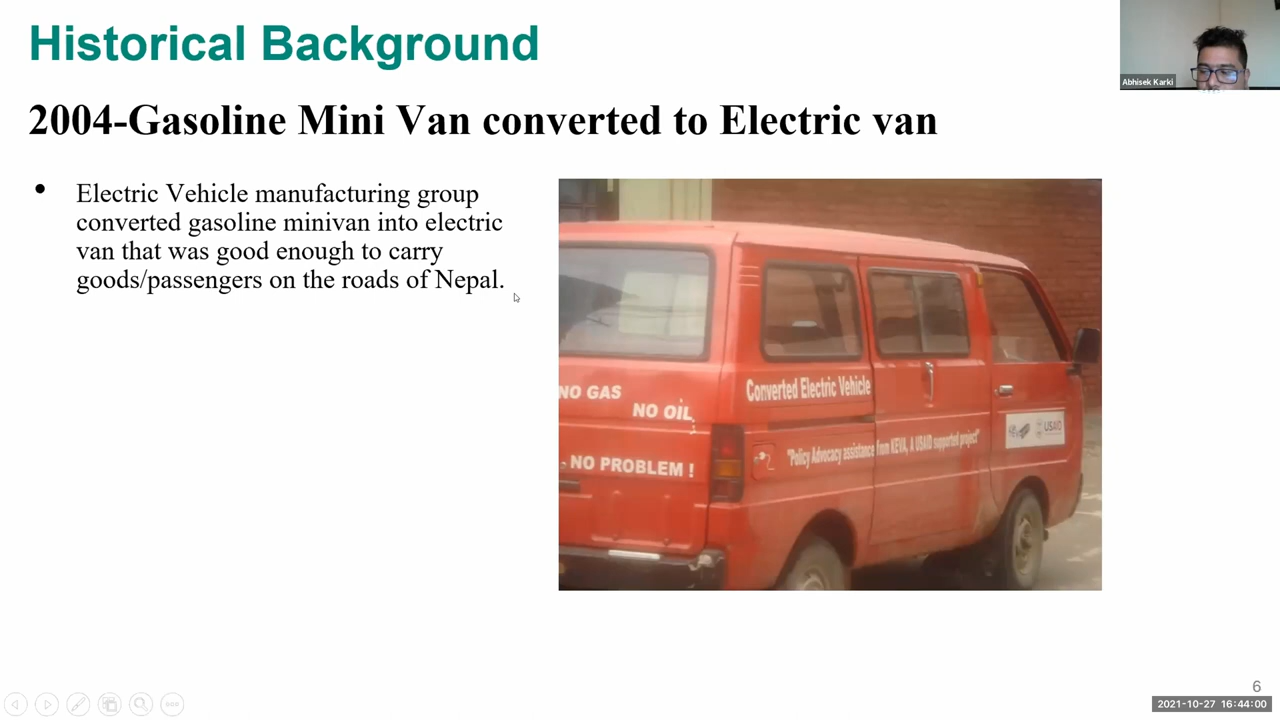 Historical Background
Abhisek Karki
2004-Gasoline Mini Van converted to Electric van
• Electric Vehicle manufacturing group
converted gasoline minivan into electric
van that was good enough to carry
goods/passengers on the roads of Nepal.
NO GAS
NO OIL
NO PROBLEM !
Converted Electric Vehicle
"Policy Advocacy assistance from KEVA, A USAID supported project"
USAID
6
2021-10-27 16:44:00